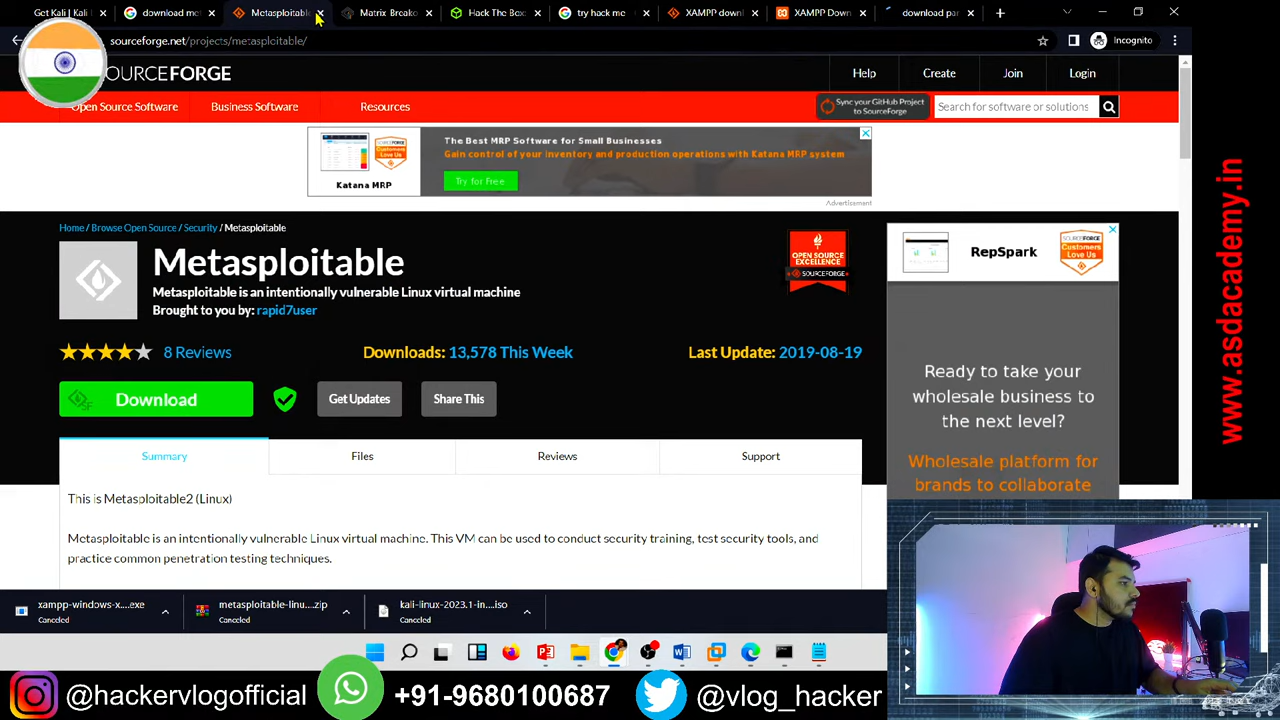 Get Kali | Ka
download me
Metasploitable
Matrix Breako
Hack The Box
try hack me
XAMPP downl
XAMPP Down
download par
sourceforge.net/projects/metasploitable/
Incognito
OURCEFORGE
Help
Create
Join
Login
Open Source Software
Business Software
Resources
Sync your GitHub Project
to SourceForge
Search for software or solutions
Katana MRP
The Best MRP Software for Small Businesses
Gain control of your inventory and production operations with Katana MRP system
Try for Free
Advertisement
Home / Browse Open Source / Security / Metasploitable
Metasploitable
Metasploitable is an intentionally vulnerable Linux virtual machine
Brought to you by: rapid7user
OPEN SOURCE
EXCELLENCE
SOURCEFORGE
8 Reviews
Downloads: 13,578 This Week
Last Update: 2019-08-19
Download
Get Updates
Share This
Summary
Files
Reviews
Support
This is Metasploitable2 (Linux)
Metasploitable is an intentionally vulnerable Linux virtual machine. This VM can be used to conduct security training, test security tools, and
practice common penetration testing techniques.
SOURCEFORGE
Customers
Love Us
RepSpark
Ready to take your
wholesale business to
the next level?
Wholesale platform for
brands to collaborate
www.asdacademy.in
xampp-windows-x....exe
Canceled
metasploitable-linu....zip
Canceled
kali-linux-2023.1-in....iso
Canceled
@hackervlogofficial
+91-9680100687
@vlog_hacker